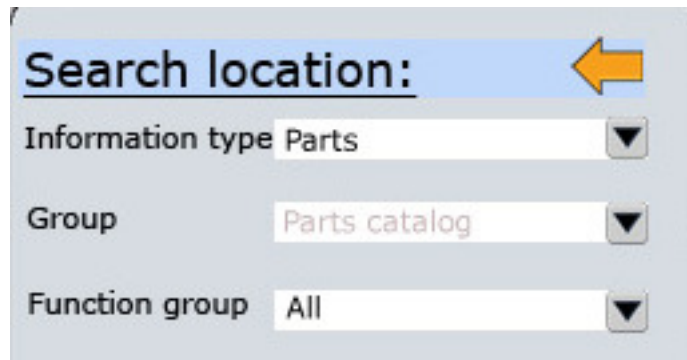 Search location:
Information type Parts
Group Parts catalog
Function group All